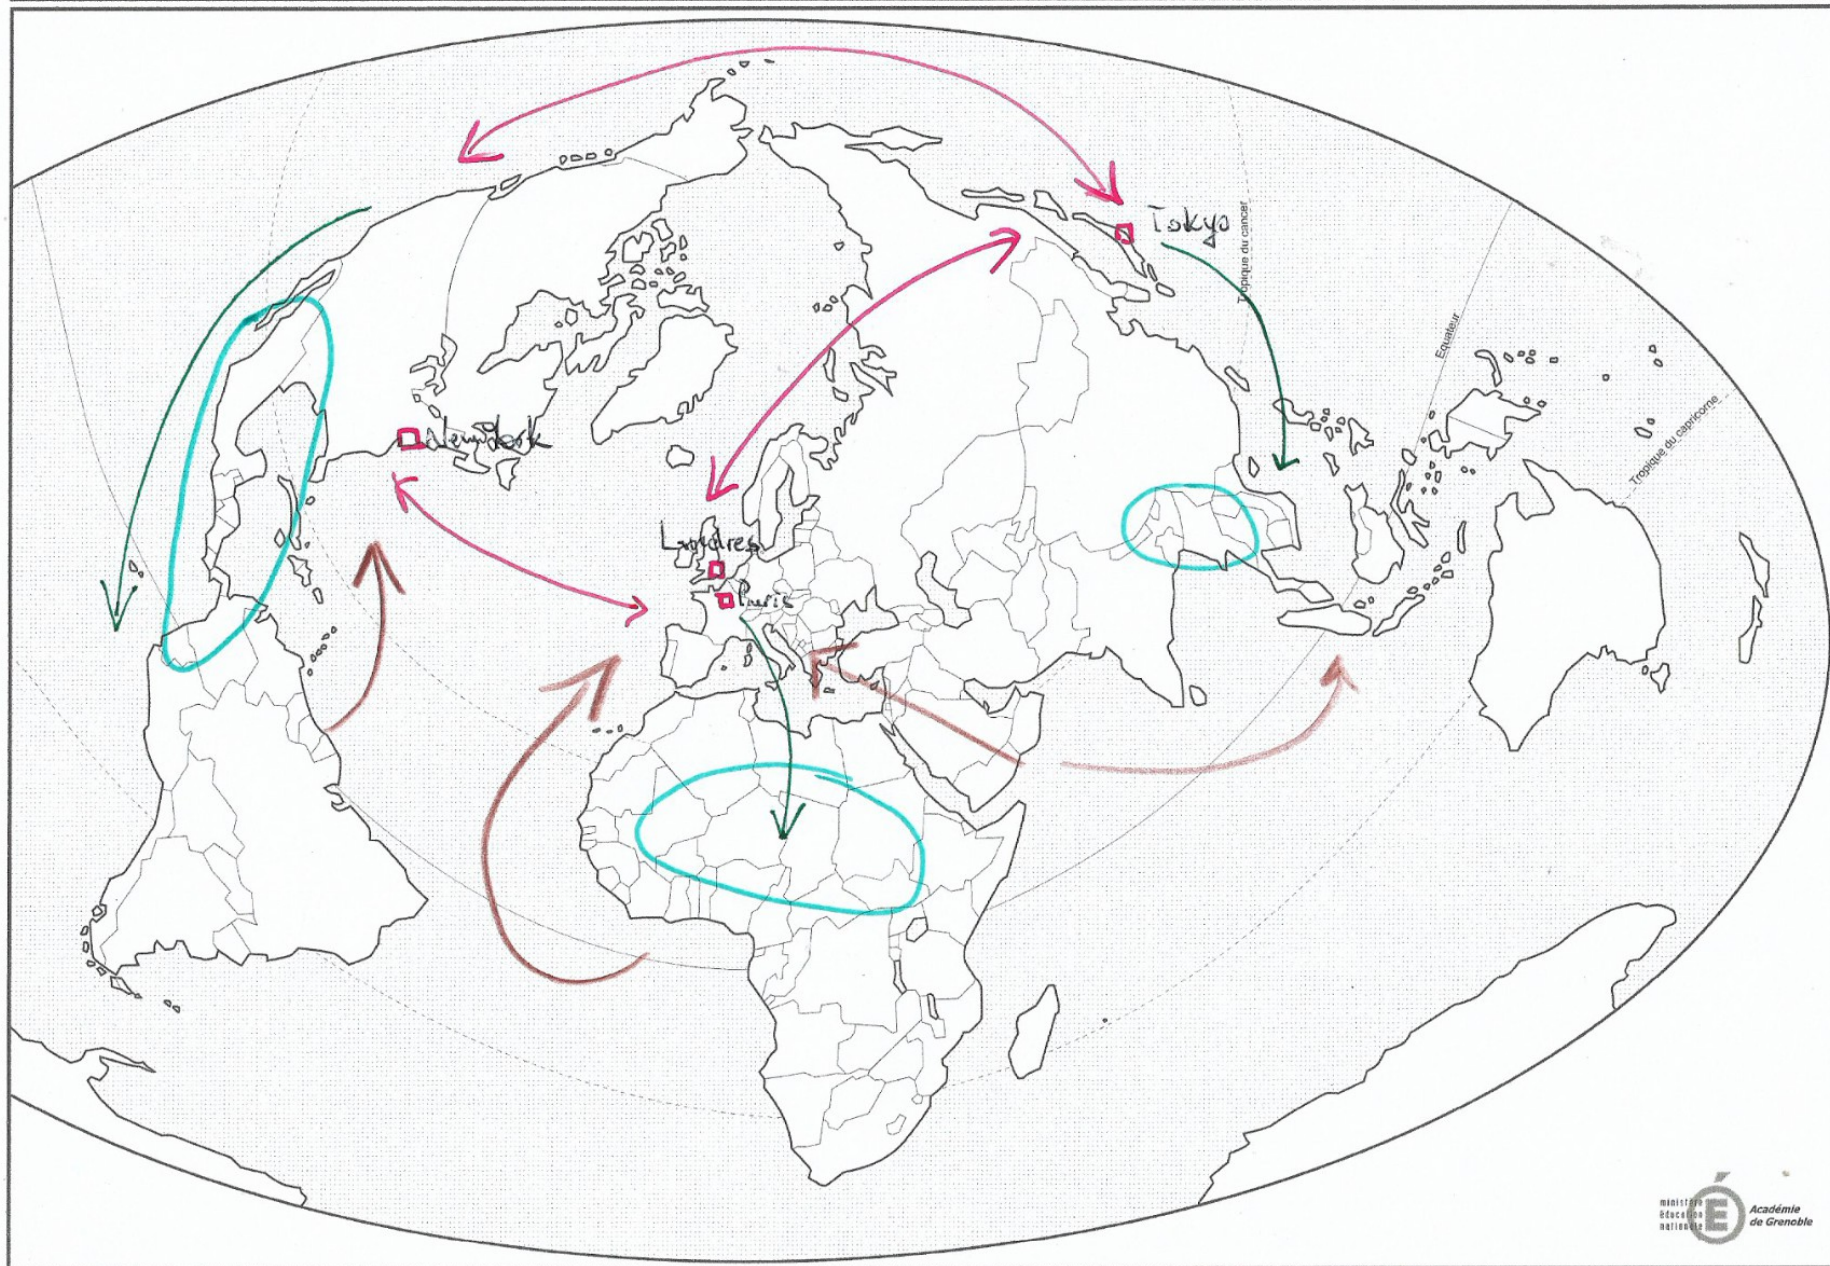 Tokyo
Tropique du cancer
Equateur
Tropique du capricorne
New York
Londres
Paris
ministère
éducation
nationale
É
Académie
de Grenoble